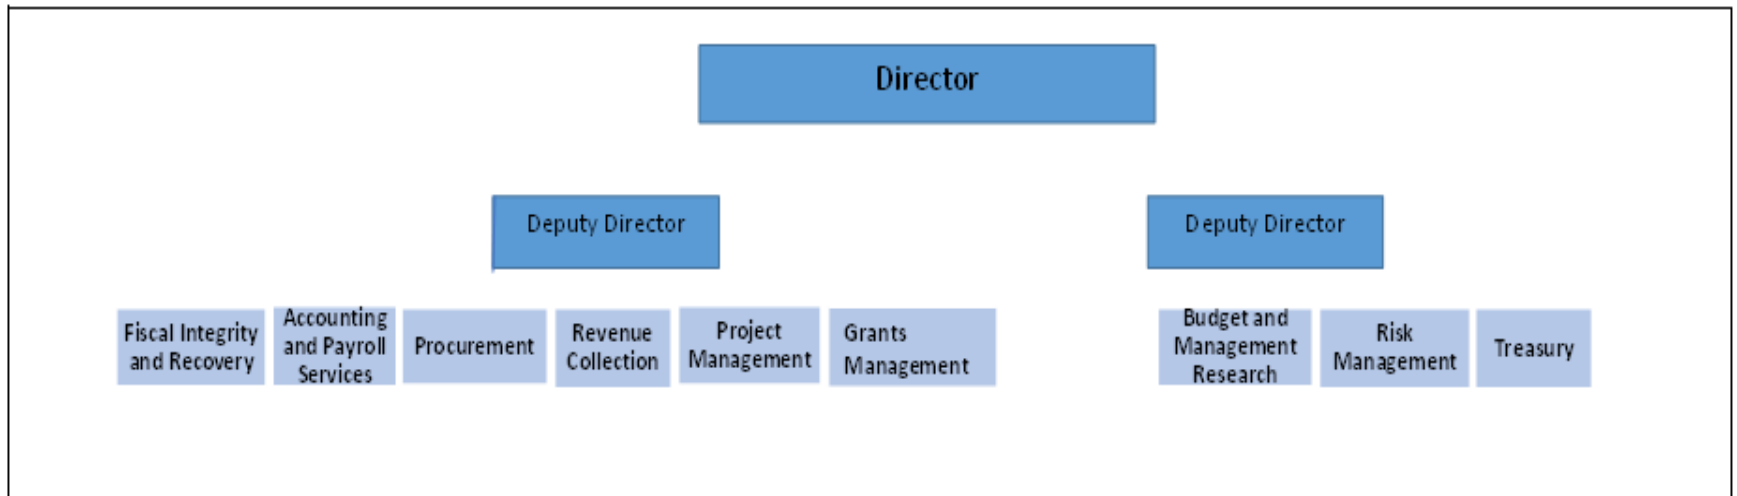 Director
Deputy Director
Deputy Director
Fiscal Integrity
and Recovery
Accounting
and Payroll
Services
Procurement
Revenue
Collection
Project
Management
Grants
Management
Budget and
Management
Research
Risk
Management
Treasury